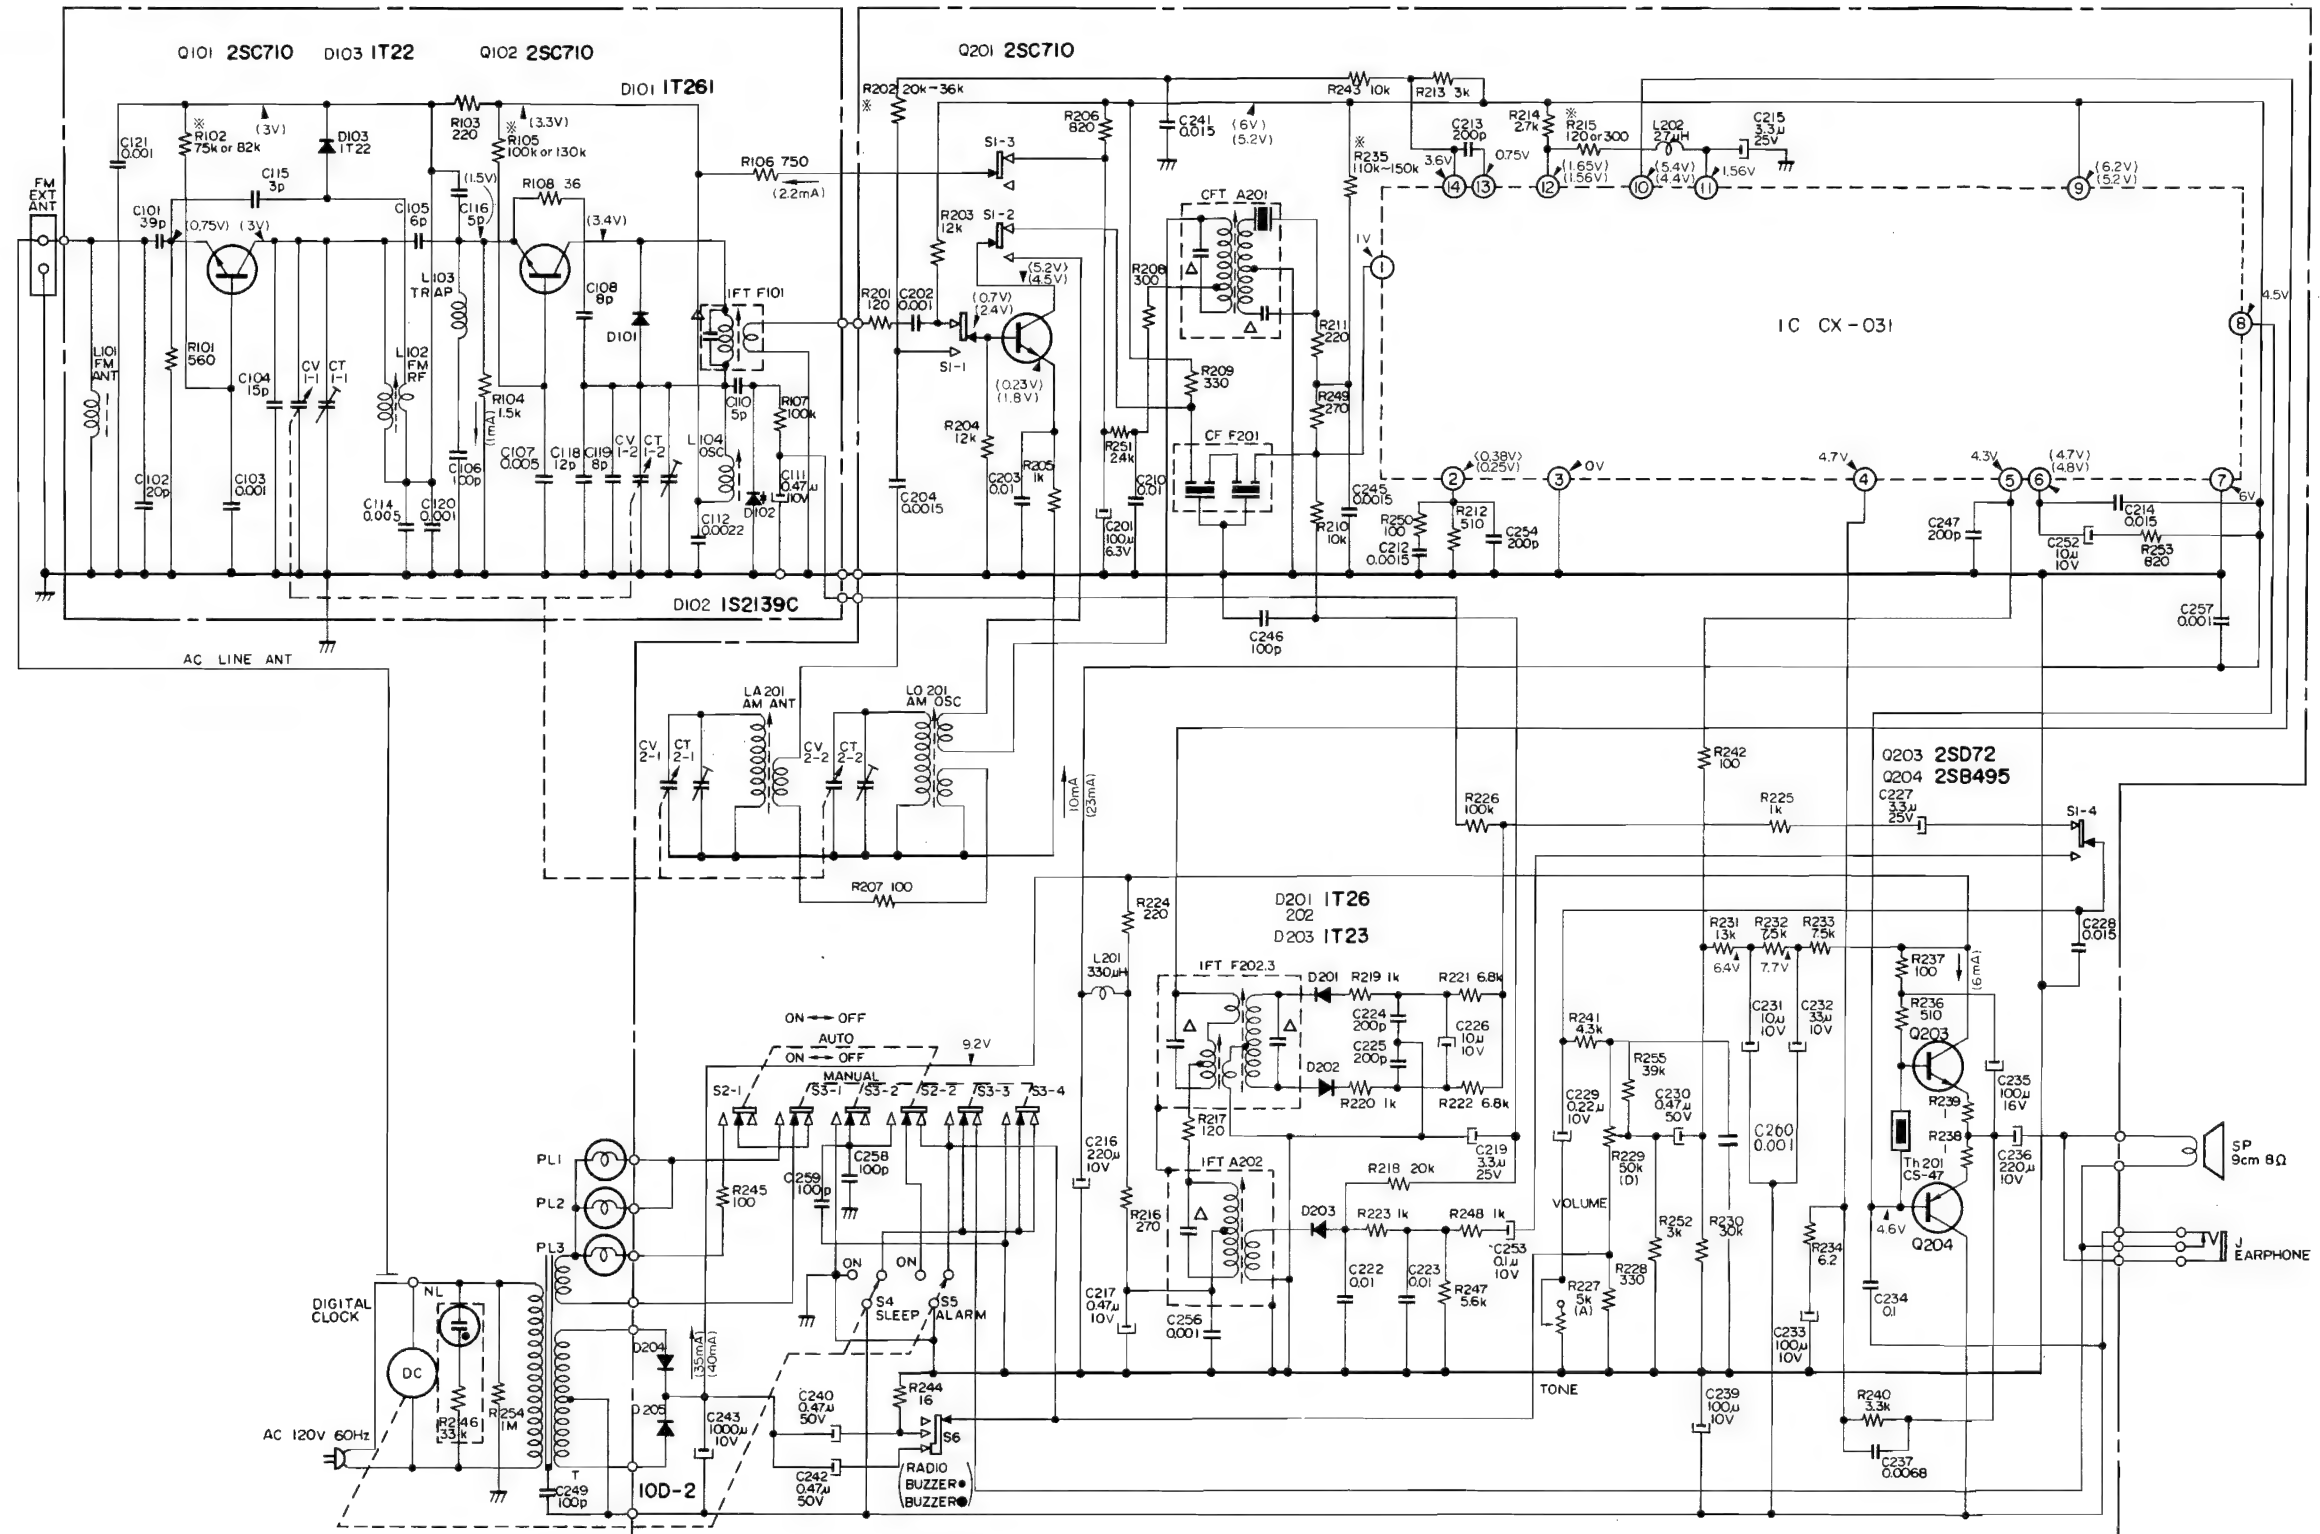 Q101 2SC710
D103 1T22
Q102 2SC710
D101 1T261
Q201 2SC710
FM
EXT
ANT
C121
0.001
※
R102
75k or 82k
(3V)
D103
1T22
R103
220
※
R105
100k or 130k
(3.3V)
C115
3p
(1.5V)
R108 36
R106 750
(2.2mA)
C101
39p
(0.75V) (3V)
C105
6p
C116
5p
(3.4V)
L103
TRAP
C108
8p
IFT F101
D101
L101
FM
ANT
R101
560
C104
15p
CV
1-1
CT
1-1
L102
FM
RF
R104
1.5k
(1mA)
C110
5p
R107
100k
C102
20p
C103
0.001
C114
0.005
C120
0.001
C106
100p
C107
0.005
C118
12p
C119
8p
CV
1-2
CT
1-2
L104
OSC
C112
0.0022
D102
C111
0.47μ
10V
D102 1S2139C
AC LINE ANT
R202 20k-36k
※
S1-3
S1-2
R203
12k
R206
820
C241
0.015
(6V)
(5.2V)
R243 10k
R213 3k
※
R235
110k~150k
C213
200p
3.6V
0.75V
14
13
R214
2.7k
※
R215
120 or 300
L202
27μH
C215
3.3μ
25V
12
(1.65V)
(1.56V)
10
(5.4V)
(4.4V)
11
1.56V
9
(6.2V)
(5.2V)
R201
120
C202
0.001
(5.2V)
(4.5V)
(0.7V)
(2.4V)
S1-1
(0.23V)
(1.8V)
R204
12k
C203
0.01
R205
1k
C204
0.0015
R208
300
CFT A201
R209
330
CF F201
R211
220
R249
270
R251
24k
C201
100μ
6.3V
C210
0.01
R210
10k
C245
0.0015
1V
1
IC CX-031
4.5V
8
2
(0.38V)
(0.25V)
3
0V
4.7V
4
4.3V
5
6
(4.7V)
(4.8V)
7
6V
R250
100
C212
0.0015
R212
510
C254
200p
C247
200p
C214
0.015
C252
10μ
10V
R253
820
C246
100p
C257
0.001
LA 201
AM ANT
LO 201
AM OSC
CV
2-1
CT
2-1
CV
2-2
CT
2-2
10mA
(23mA)
R207 100
R242
100
Q203 2SD72
Q204 2SB495
R226
100k
R225
1k
C227
3.3μ
25V
S1-4
D201 1T26
202
D203 1T23
R224
220
L201
330μH
C228
0.015
R231
13k
R232
7.5k
R233
7.5k
6.4V
7.7V
R237
100
(6mA)
IFT F202.3
D201
R219 1k
R221 6.8k
C224
200p
C225
200p
C226
10μ
10V
D202
R220 1k
R222 6.8k
R241
4.3k
C231
10μ
10V
C232
33μ
10V
R236
510
Q203
C235
100μ
16V
ON ↔ OFF
AUTO
ON ↔ OFF
MANUAL
9.2V
S2-1
S3-1
S3-2
S2-2
S3-3
S3-4
C229
0.22μ
10V
R255
39k
C230
0.47μ
50V
C260
0.001
R239
R238
R217
120
IFT A202
C216
220μ
10V
C219
3.3μ
25V
R218 20k
R229
50k
(D)
Th201
CS-47
C236
220μ
10V
SP
9cm 8Ω
PL1
PL2
PL3
R245
100
C259
100p
C258
100p
R216
270
D203
R223 1k
R248 1k
C253
0.1μ
10V
VOLUME
R252
3k
R230
30k
R234
6.2
4.6V
Q204
J
EARPHONE
ON
ON
S4
SLEEP
S5
ALARM
C217
0.47μ
10V
C256
0.001
C222
0.01
C223
0.01
R247
5.6k
R227
5k
(A)
R228
330
TONE
C233
100μ
10V
C234
0.1
DIGITAL
CLOCK
NL
DC
R246
33k
R254
1M
AC 120V 60Hz
T
C249
100p
D204
D205
(35mA)
(40mA)
10D-2
C243
1000μ
10V
C240
0.47μ
50V
C242
0.47μ
50V
R244
16
S6
RADIO
BUZZER●
BUZZER●
C239
100μ
10V
R240
3.3k
C237
0.0068